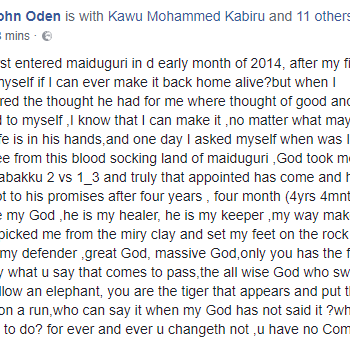 ohn Oden is with Kawu Mohammed Kabiru and 11 others
mins ·
st entered maiduguri in d early month of 2014, after my fi
nyself if I can ever make it back home alive?but when I
red the thought he had for me where thought of good and
d to myself ,I know that I can make it ,no matter what may
fe is in his hands,and one day I asked myself when was I
ee from this blood socking land of maiduguri ,God took me
abakku 2 vs 1_3 and truly that appointed has come and h
ot to his promises after four years , four month (4yrs 4mnt
e my God ,he is my healer, he is my keeper ,my way mak
picked me from the miry clay and set my feet on the rock
my defender ,great God, massive God,only you has the f
y what u say that comes to pass,the all wise God who sw
llow an elephant, you are the tiger that appears and put th
on a run,who can say it when my God has not said it ?wh
to do? for ever and ever u changeth not ,u have no Com